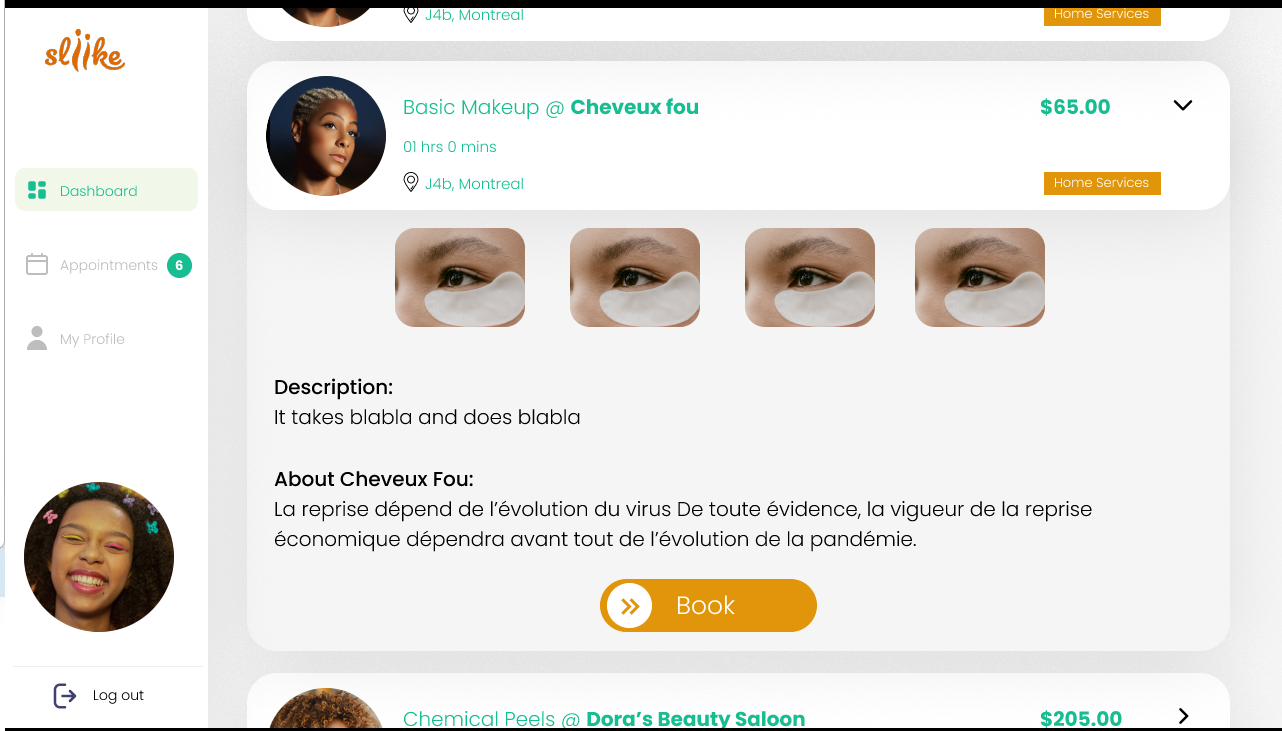 sliike
J4b, Montreal
Home Services
Basic Makeup @ Cheveux fou
$65.00
01 hrs 0 mins
J4b, Montreal
Home Services
Dashboard
Appointments 6
My Profile
Description:
It takes blabla and does blabla
About Cheveux Fou:
La reprise dépend de l’évolution du virus De toute évidence, la vigueur de la reprise
économique dépendra avant tout de l’évolution de la pandémie.
Book
Log out
Chemical Peels @ Dora’s Beauty Saloon
$205.00